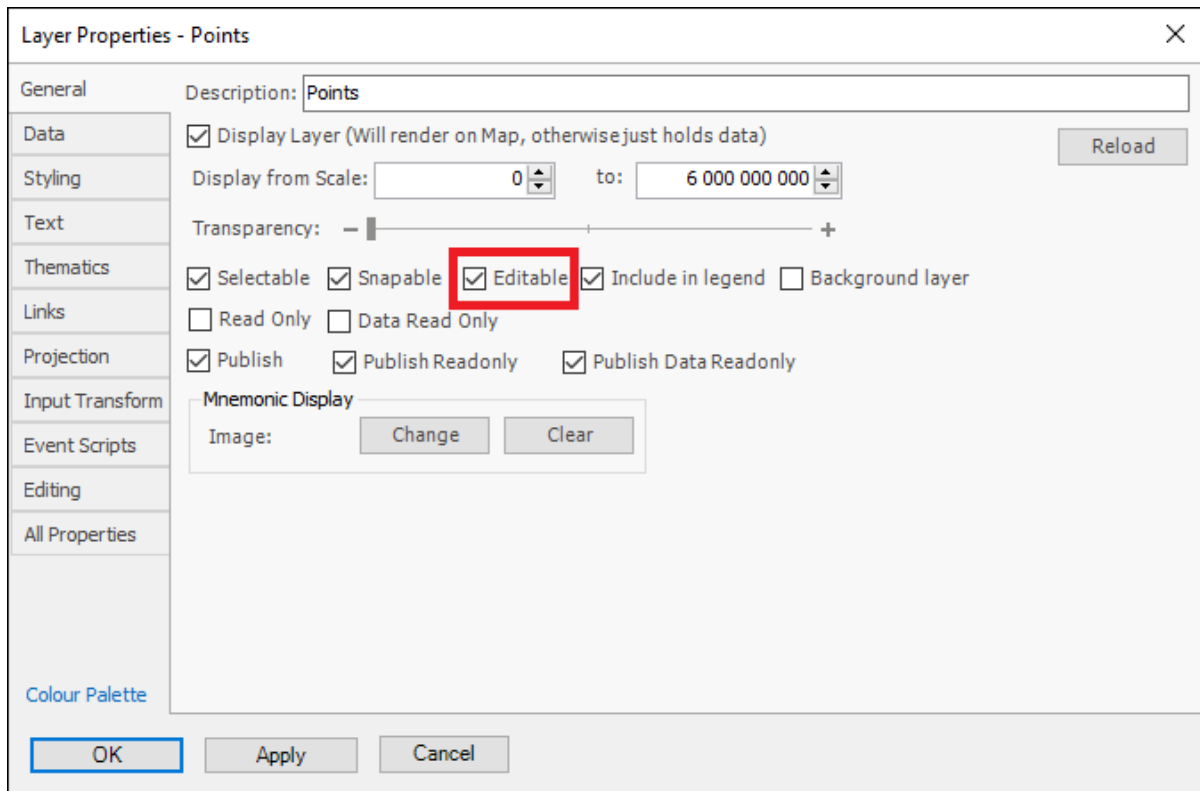 Layer Properties - Points
General
Data
Styling
Text
Thematics
Links
Projection
Input Transform
Event Scripts
Editing
All Properties
Colour Palette
Description: Points
Display Layer (Will render on Map, otherwise just holds data)
Reload
Display from Scale: 0 to: 6 000 000 000
Transparency:
Selectable Snapable Editable Include in legend Background layer
Read Only Data Read Only
Publish Publish Readonly Publish Data Readonly
Mnemonic Display
Image: Change Clear
OK Apply Cancel